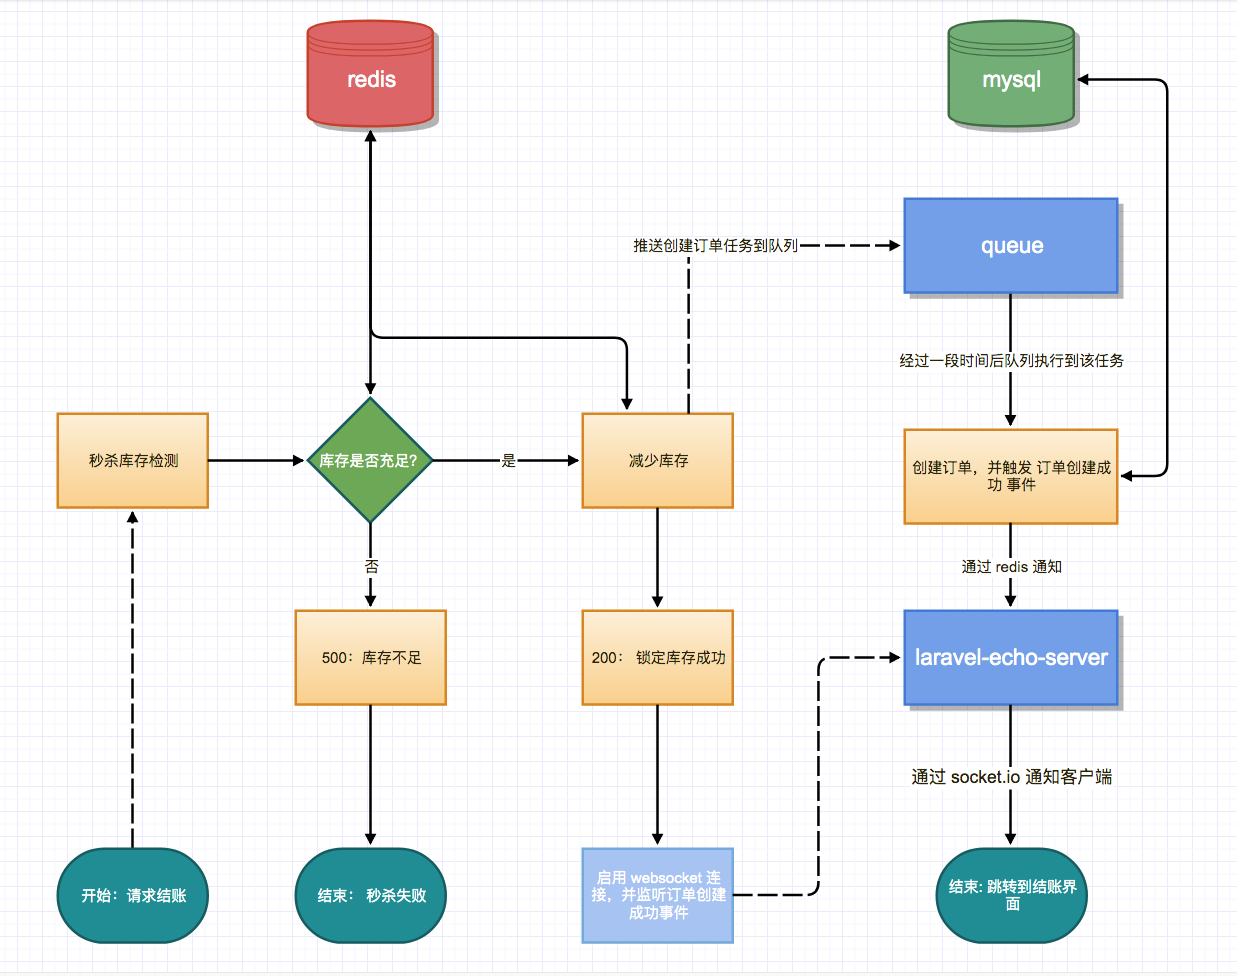 redis
mysql
推送创建订单任务到队列
queue
经过一段时间后队列执行到该任务
秒杀库存检测
库存是否充足?
是
减少库存
创建订单，并触发 订单创建成
功 事件
否
通过 redis 通知
500：库存不足
200： 锁定库存成功
laravel-echo-server
通过 socket.io 通知客户端
开始：请求结账
结束： 秒杀失败
启用 websocket 连
接，并监听订单创建
成功事件
结束: 跳转到结账界
面